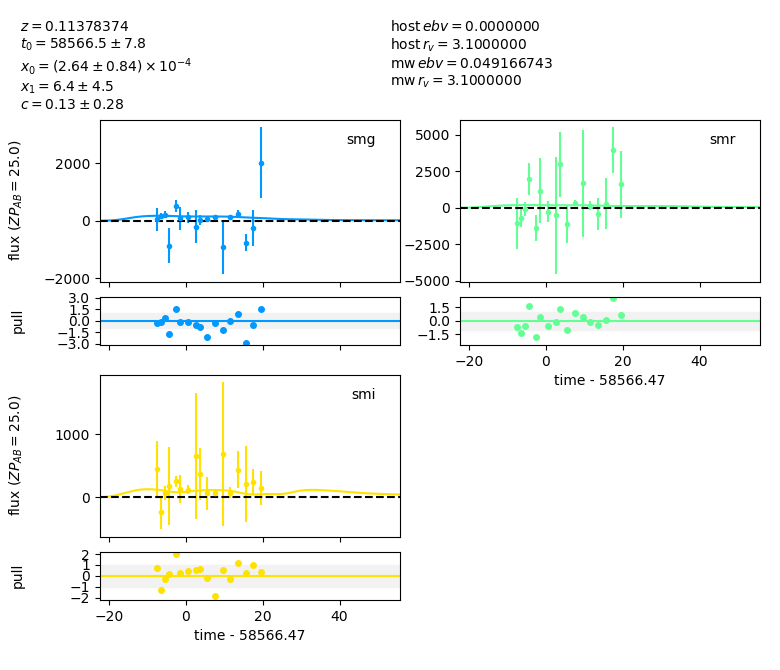 z = 0.11378374
t₀ = 58566.5 ± 7.8
x₀ = (2.64 ± 0.84) × 10⁻⁴
x₁ = 6.4 ± 4.5
c = 0.13 ± 0.28
host ebv = 0.0000000
host r_v = 3.1000000
mw ebv = 0.049166743
mw r_v = 3.1000000
flux (ZP_AB = 25.0)
2000
0
−2000
smg
5000
2500
0
−2500
−5000
smr
pull
3.0
1.5
0.0
−1.5
−3.0
1.5
0.0
−1.5
−20 0 20 40
time - 58566.47
flux (ZP_AB = 25.0)
1000
0
smi
pull
2
1
0
−1
−2
−20 0 20 40
time - 58566.47